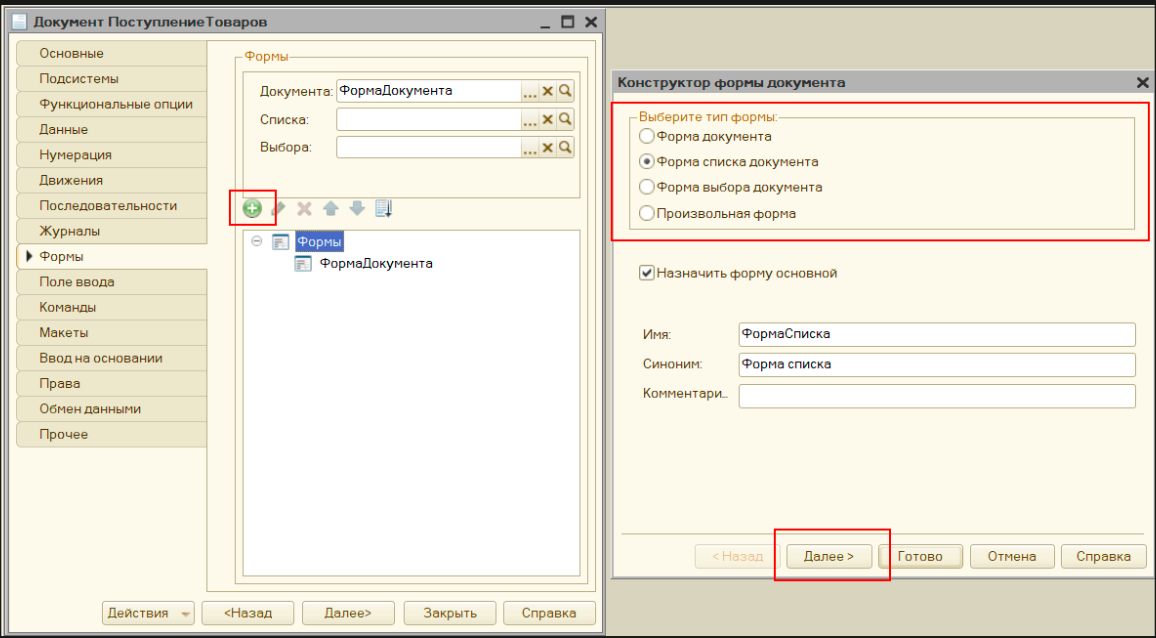 Документ ПоступлениеТоваров
Основные
Подсистемы
Функциональные опции
Данные
Нумерация
Движения
Последовательности
Журналы
Формы
Поле ввода
Команды
Макеты
Ввод на основании
Права
Обмен данными
Прочее
Формы
Документа: ФормаДокумента
Списка:
Выбора:
Формы
ФормаДокумента
Действия
<Назад
Далее>
Закрыть
Справка
Конструктор формы документа
Выберите тип формы:
Форма документа
Форма списка документа
Форма выбора документа
Произвольная форма
Назначить форму основной
Имя: ФормаСписка
Синоним: Форма списка
Комментари...
< Назад
Далее >
Готово
Отмена
Справка